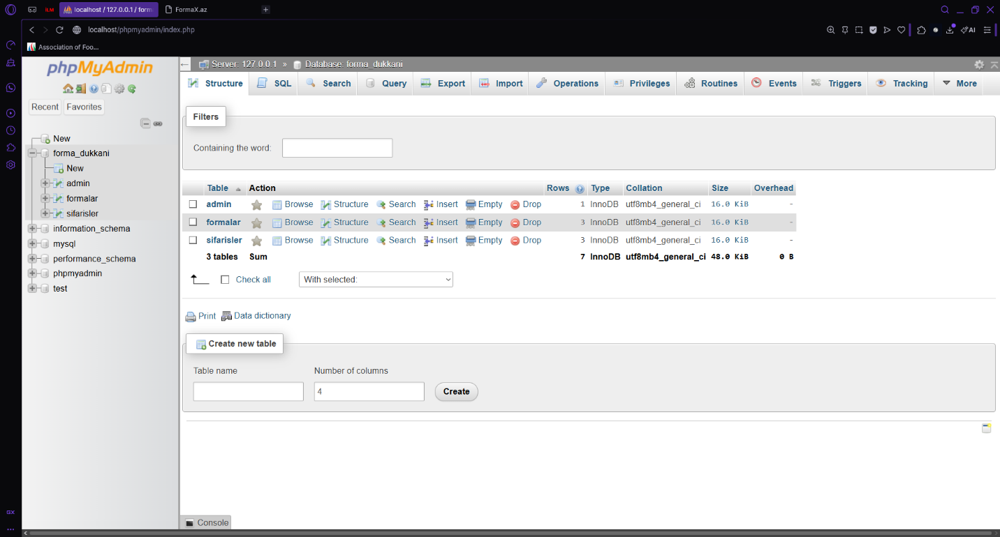 İLM localhost / 127.0.0.1 / form FormaX.az +
localhost/phpmyadmin/index.php AI
Association of Foo...
phpMyAdmin
Recent Favorites
New
forma_dukkani
New
admin
formalar
sifarisler
information_schema
mysql
performance_schema
phpmyadmin
test
Server: 127.0.0.1 » Database: forma_dukkani
Structure SQL Search Query Export Import Operations Privileges Routines Events Triggers Tracking More
Filters
Containing the word:
Table Action Rows Type Collation Size Overhead
admin Browse Structure Search Insert Empty Drop 1 InnoDB utf8mb4_general_ci 16.0 KiB -
formalar Browse Structure Search Insert Empty Drop 3 InnoDB utf8mb4_general_ci 16.0 KiB -
sifarisler Browse Structure Search Insert Empty Drop 3 InnoDB utf8mb4_general_ci 16.0 KiB -
3 tables Sum 7 InnoDB utf8mb4_general_ci 48.0 KiB 0 B
Check all With selected:
Print Data dictionary
Create new table
Table name Number of columns
4 Create
Console
GX